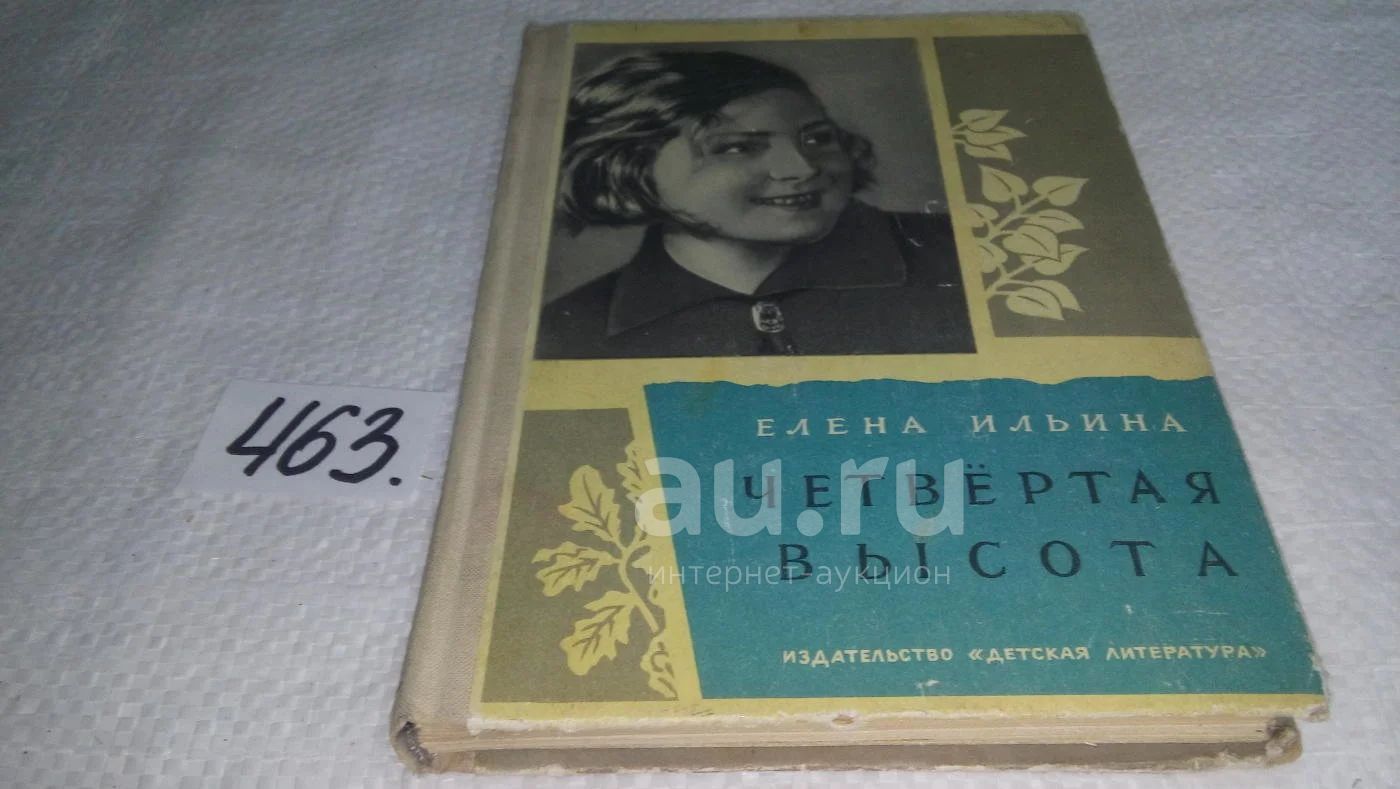 463.
ЕЛЕНА ИЛЬИНА
ЧЕТВЁРТАЯ
ВЫСОТА
ИЗДАТЕЛЬСТВО «ДЕТСКАЯ ЛИТЕРАТУРА»
au.ru
интернет-аукцион